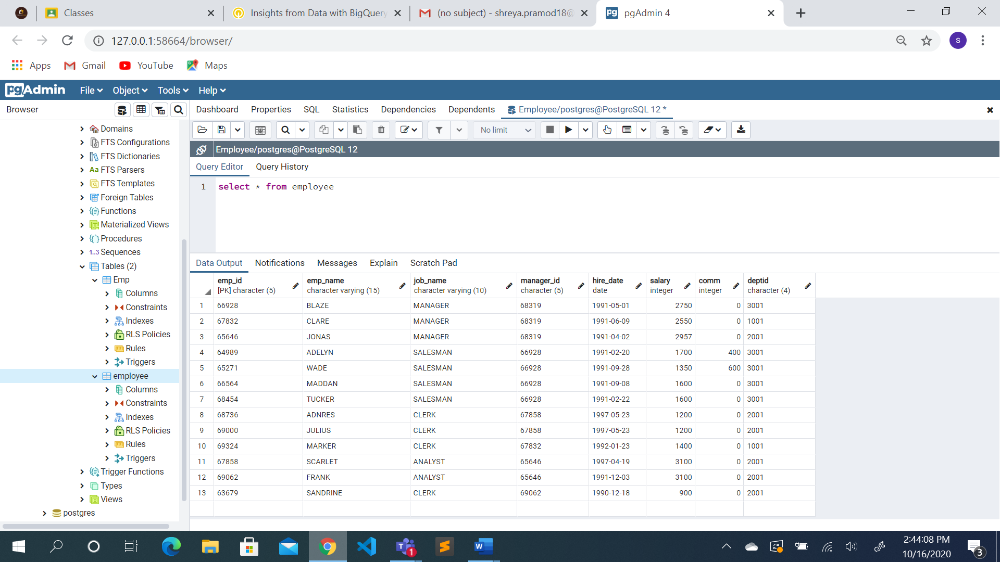 Classes
Insights from Data with BigQuery
(no subject) - shreya.pramod18@
pgAdmin 4
127.0.0.1:58664/browser/
S
Apps
Gmail
YouTube
Maps
pgAdmin
File
Object
Tools
Help
Browser
Dashboard
Properties
SQL
Statistics
Dependencies
Dependents
Employee/postgres@PostgreSQL 12 *
No limit
Employee/postgres@PostgreSQL 12
Query Editor
Query History
1 select * from employee
Domains
FTS Configurations
FTS Dictionaries
Aa FTS Parsers
FTS Templates
Foreign Tables
Functions
Materialized Views
Procedures
1..3 Sequences
Tables (2)
Emp
Columns
Constraints
Indexes
RLS Policies
Rules
Triggers
employee
Columns
Constraints
Indexes
RLS Policies
Rules
Triggers
Trigger Functions
Types
Views
postgres
Data Output
Notifications
Messages
Explain
Scratch Pad
emp_id emp_name job_name manager_id hire_date salary comm deptid
[PK] character (5) character varying (15) character varying (10) character (5) date integer integer character (4)
1 66928 BLAZE MANAGER 68319 1991-05-01 2750 0 3001
2 67832 CLARE MANAGER 68319 1991-06-09 2550 0 1001
3 65646 JONAS MANAGER 68319 1991-04-02 2957 0 2001
4 64989 ADELYN SALESMAN 66928 1991-02-20 1700 400 3001
5 65271 WADE SALESMAN 66928 1991-09-28 1350 600 3001
6 66564 MADDAN SALESMAN 66928 1991-09-08 1600 0 3001
7 68454 TUCKER SALESMAN 66928 1991-02-22 1600 0 3001
8 68736 ADNRES CLERK 67858 1997-05-23 1200 0 2001
9 69000 JULIUS CLERK 67858 1997-05-23 1200 0 2001
10 69324 MARKER CLERK 67832 1992-01-23 1400 0 1001
11 67858 SCARLET ANALYST 65646 1997-04-19 3100 0 2001
12 69062 FRANK ANALYST 65646 1991-12-03 3100 0 2001
13 63679 SANDRINE CLERK 69062 1990-12-18 900 0 2001
T 1
S
W
2:44:08 PM
10/16/2020
3